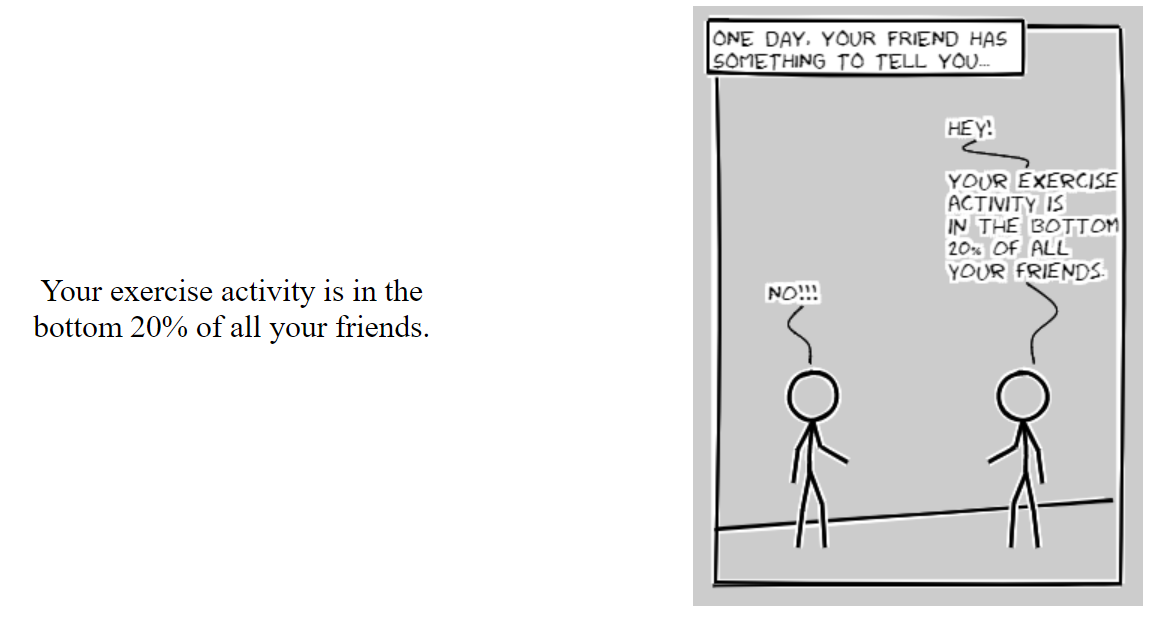 Your exercise activity is in the
bottom 20% of all your friends.
ONE DAY, YOUR FRIEND HAS
SOMETHING TO TELL YOU...
HEY!
YOUR EXERCISE
ACTIVITY IS
IN THE BOTTOM
20% OF ALL
YOUR FRIENDS.
NO!!!